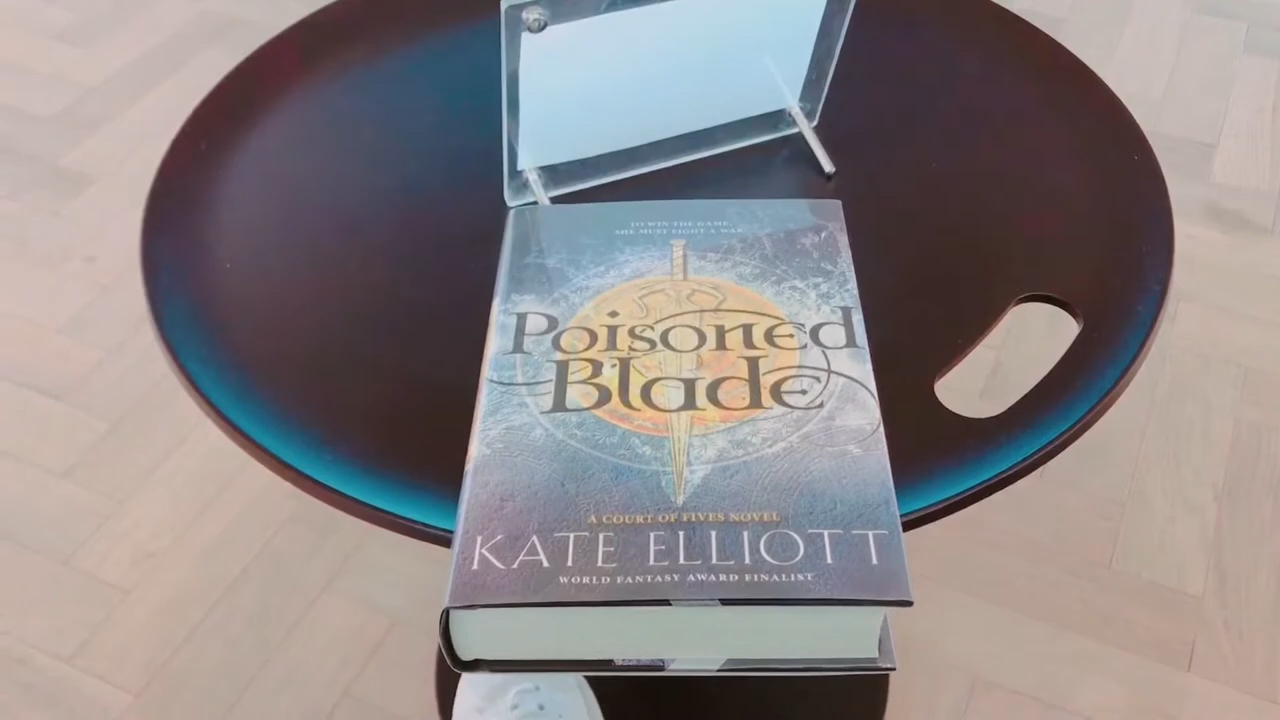 TO WIN THE GAME,
SHE MUST FIGHT A WAR
Poisoned
Blade
A COURT OF FIVES NOVEL
KATE ELLIOTT
WORLD FANTASY AWARD FINALIST